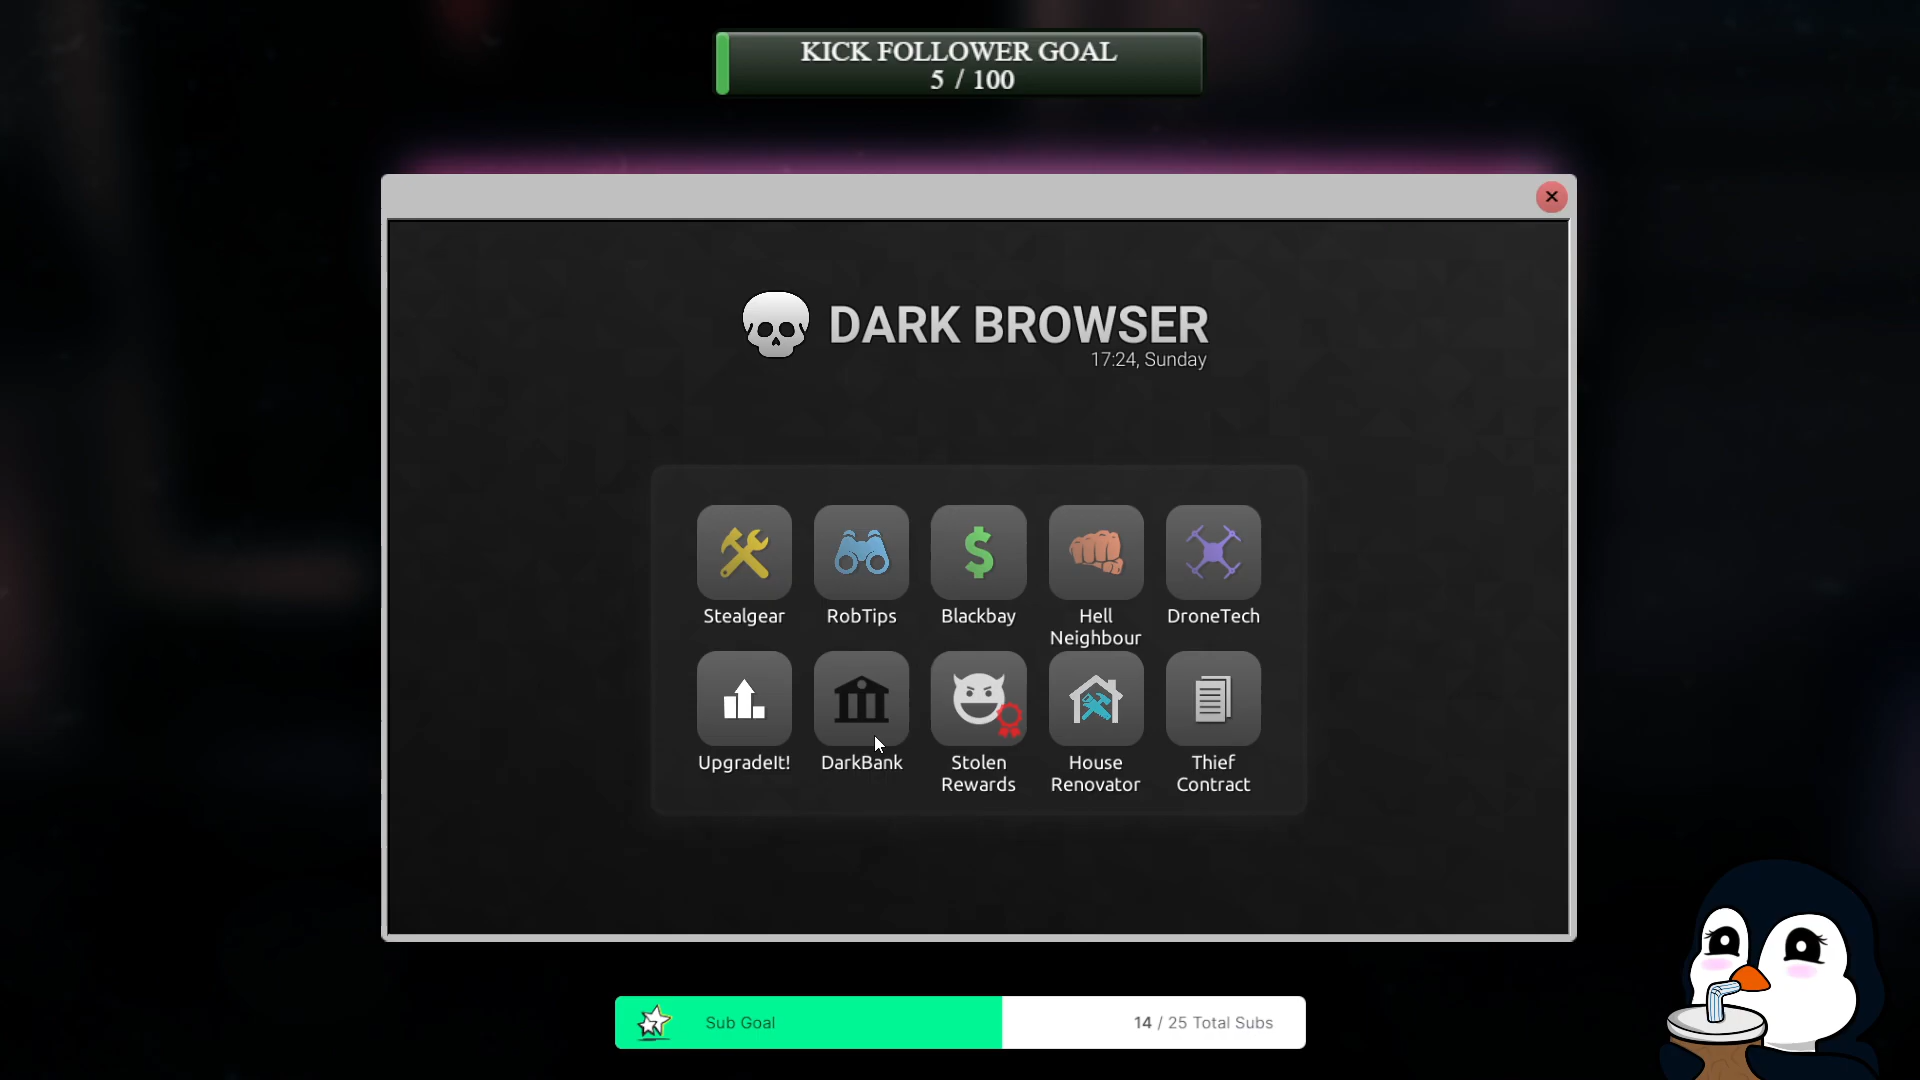 KICK FOLLOWER GOAL
5 / 100
DARK BROWSER
17:24, Sunday
Stealgear
RobTips
Blackbay
Hell
Neighbour
DroneTech
UpgradeIt!
DarkBank
Stolen
Rewards
House
Renovator
Thief
Contract
Sub Goal
14 / 25 Total Subs